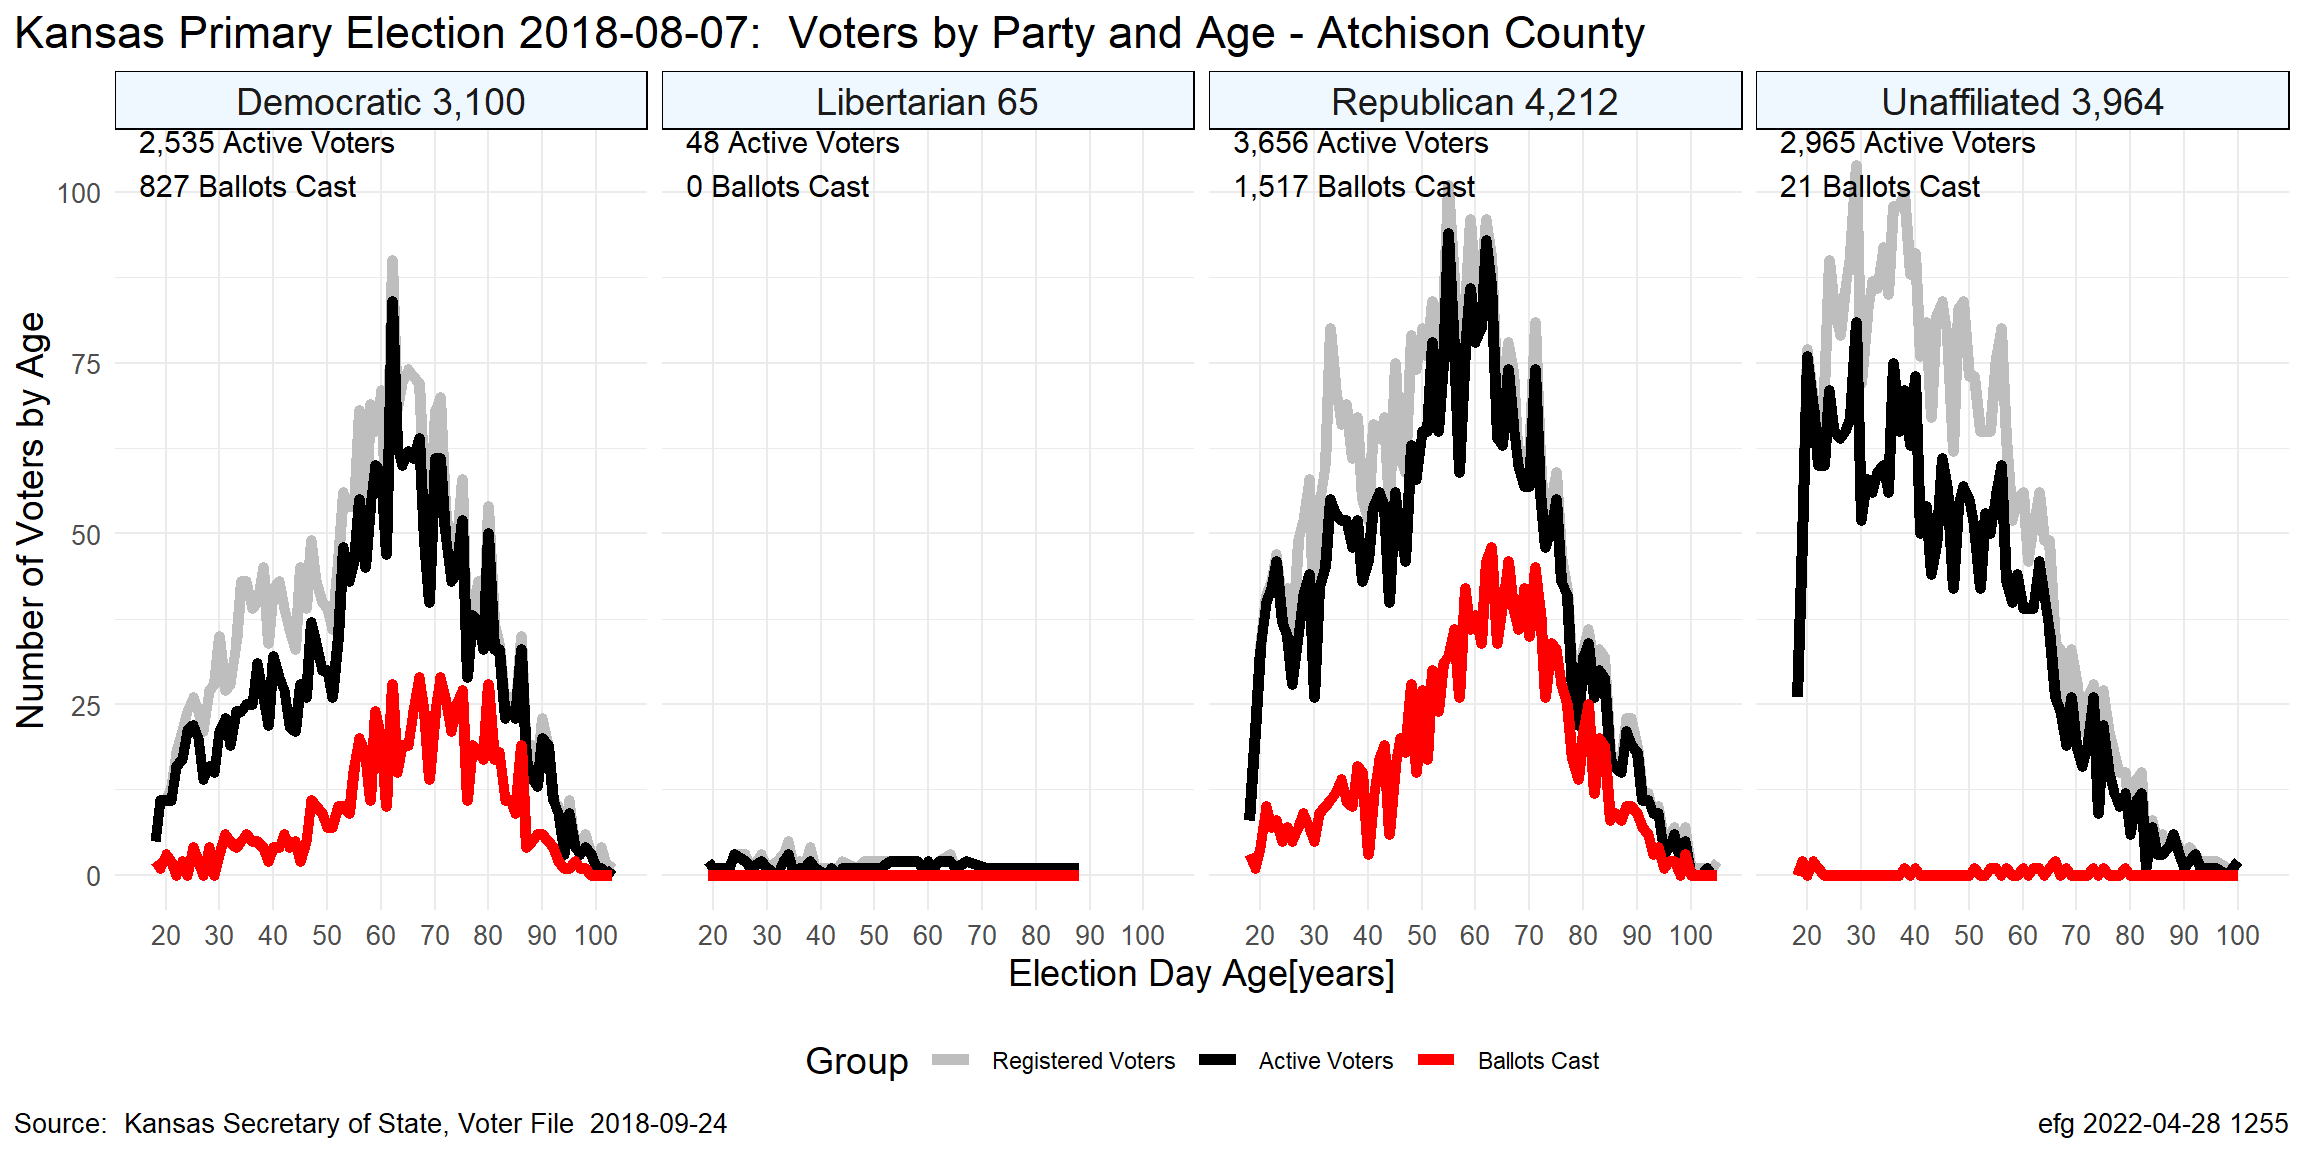 Kansas Primary Election 2018-08-07:  Voters by Party and Age - Atchison County
Democratic 3,100
Libertarian 65
Republican 4,212
Unaffiliated 3,964
2,535 Active Voters
827 Ballots Cast
48 Active Voters
0 Ballots Cast
3,656 Active Voters
1,517 Ballots Cast
2,965 Active Voters
21 Ballots Cast
Number of Voters by Age
100
75
50
25
0
20 30 40 50 60 70 80 90 100
20 30 40 50 60 70 80 90 100
20 30 40 50 60 70 80 90 100
20 30 40 50 60 70 80 90 100
Election Day Age[years]
Group Registered Voters Active Voters Ballots Cast
Source:  Kansas Secretary of State, Voter File  2018-09-24
efg 2022-04-28 1255